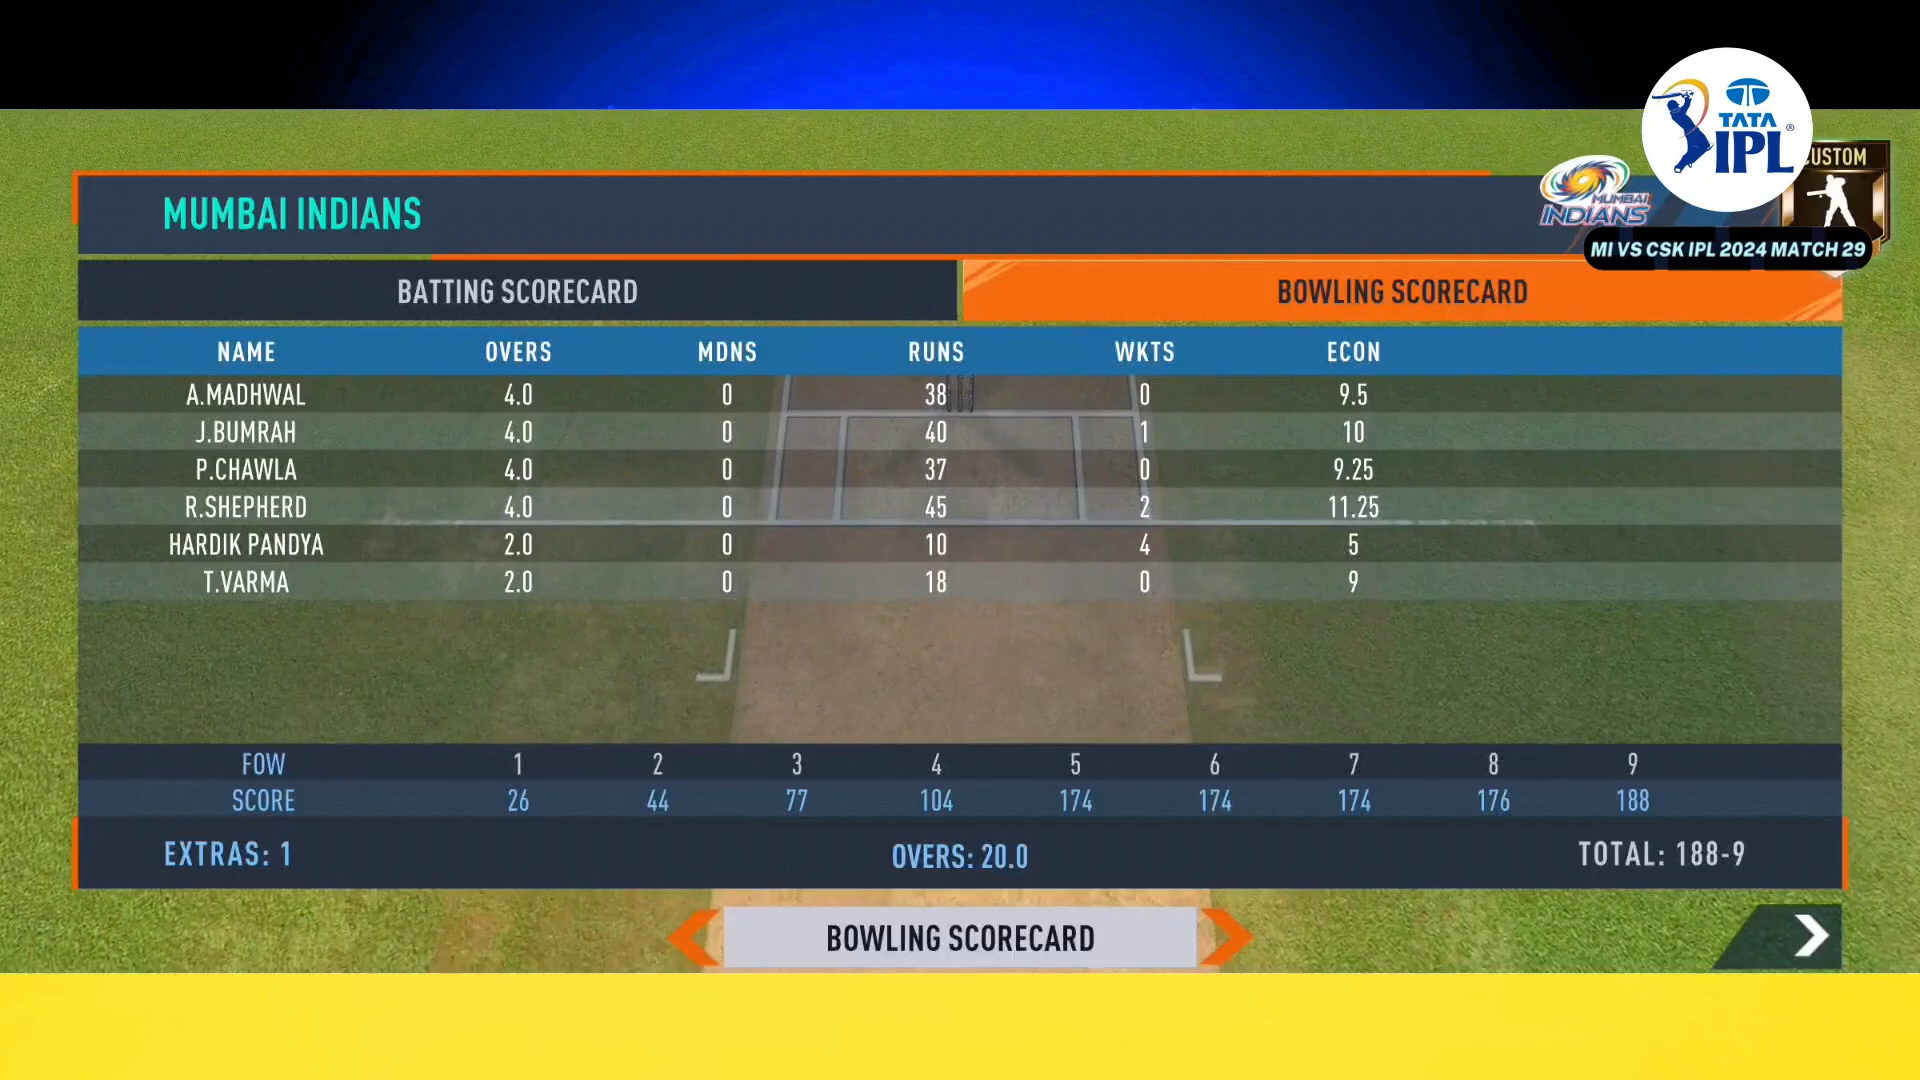 TATA
IPL
CUSTOM
MUMBAI INDIANS
MUMBAI
INDIANS
MI VS CSK IPL 2024 MATCH 29
BATTING SCORECARD BOWLING SCORECARD
NAME OVERS MDNS RUNS WKTS ECON
A.MADHWAL 4.0 0 38 0 9.5
J.BUMRAH 4.0 0 40 1 10
P.CHAWLA 4.0 0 37 0 9.25
R.SHEPHERD 4.0 0 45 2 11.25
HARDIK PANDYA 2.0 0 10 4 5
T.VARMA 2.0 0 18 0 9
FOW 1 2 3 4 5 6 7 8 9
SCORE 26 44 77 104 174 174 174 176 188
EXTRAS: 1 OVERS: 20.0 TOTAL: 188-9
BOWLING SCORECARD